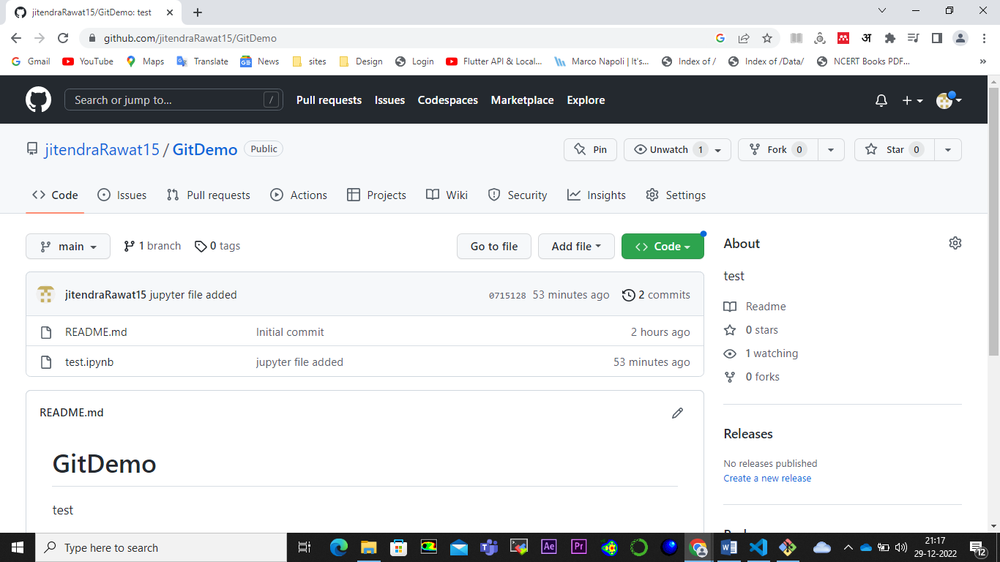 jitendraRawat15/GitDemo: test
github.com/jitendraRawat15/GitDemo
अ
Gmail YouTube Maps Translate News sites Design Login Flutter API & Local... Marco Napoli | It's... Index of / Index of /Data/ NCERT Books PDF... »
Search or jump to... / Pull requests Issues Codespaces Marketplace Explore
jitendraRawat15 / GitDemo Public Pin Unwatch 1 Fork 0 Star 0
Code Issues Pull requests Actions Projects Wiki Security Insights Settings
main 1 branch 0 tags Go to file Add file Code
jitendraRawat15 jupyter file added 0715128 53 minutes ago 2 commits
README.md Initial commit 2 hours ago
test.ipynb jupyter file added 53 minutes ago
README.md
GitDemo
test
About
test
Readme
0 stars
1 watching
0 forks
Releases
No releases published
Create a new release
Type here to search
Ae Pr
21:17
29-12-2022
12